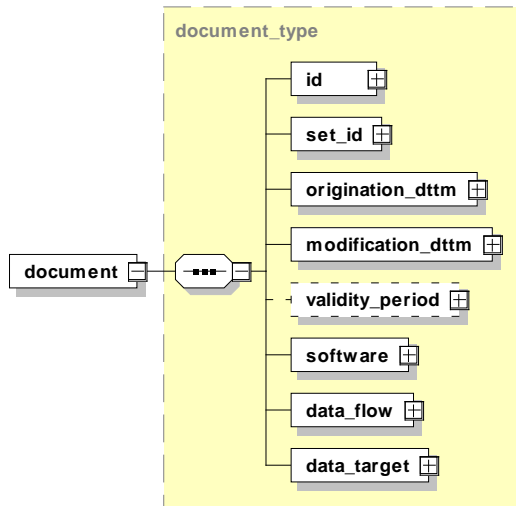 document_type
id
set_id
origination_dttm
modification_dttm
document
validity_period
software
data_flow
data_target